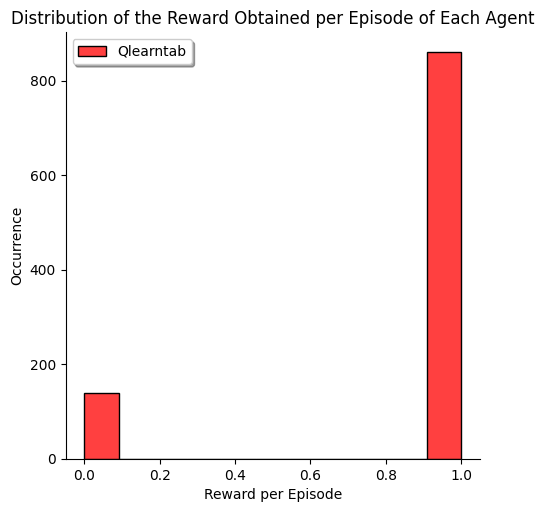 Distribution of the Reward Obtained per Episode of Each Agent
Qlearntab
Occurrence
800
600
400
200
0
0.0 0.2 0.4 0.6 0.8 1.0
Reward per Episode